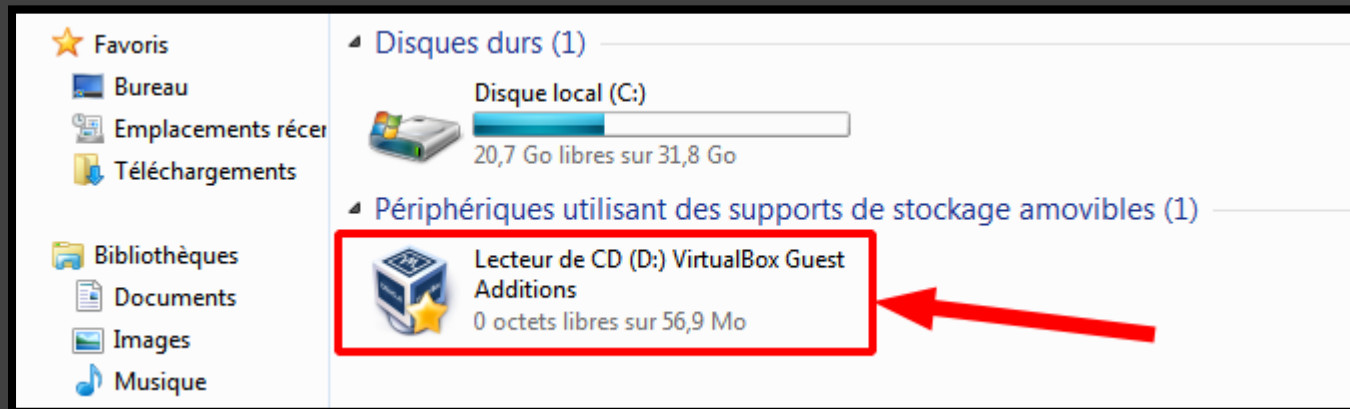 Favoris
Bureau
Emplacements récer
Téléchargements
Bibliothèques
Documents
Images
Musique
Disques durs (1)
Disque local (C:)
20,7 Go libres sur 31,8 Go
Périphériques utilisant des supports de stockage amovibles (1)
Lecteur de CD (D:) VirtualBox Guest
Additions
0 octets libres sur 56,9 Mo